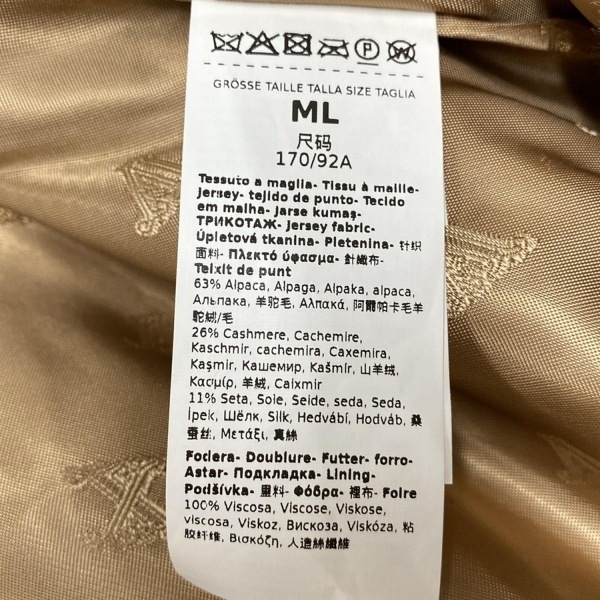 GRÖSSE TAILLE TALLA SIZE TAGLIA
ML
尺码
170/92A
Tessuto a maglia- Tissu à maille-
jersey- tejido de punto- Tecido
em malha- jarse kumaş-
ТРИКОТАЖ- Jersey fabric-
Úpletová tkanina- Pletenina- 针织
面料- Πλεκτό ύφασμα- 針織布-
Teixit de punt
63% Alpaca, Alpaga, Alpaka, alpaca,
Альпака, 羊驼毛, Αλπακά, 阿爾帕卡毛羊
駝絨/毛
26% Cashmere, Cachemire,
Kaschmir, cachemira, Caxemira,
Kaşmir, Кашемир, Kašmír, 山羊绒,
Κασμίρ, 羊絨, Caixmir
11% Seta, Soie, Seide, seda, Seda,
İpek, Шёлк, Silk, Hedvábí, Hodváb, 桑
蚕丝, Μετάξι, 真絲
Fodera- Doublure- Futter- forro-
Astar- Подкладка- Lining-
Podšívka- 里料- Φόδρα- 裡布- Folre
100% Viscosa, Viscose, Viskose,
viscosa, Viskoz, Вискоза, Viskóza, 粘
胶纤维, Βισκόζη, 人造絲纖維